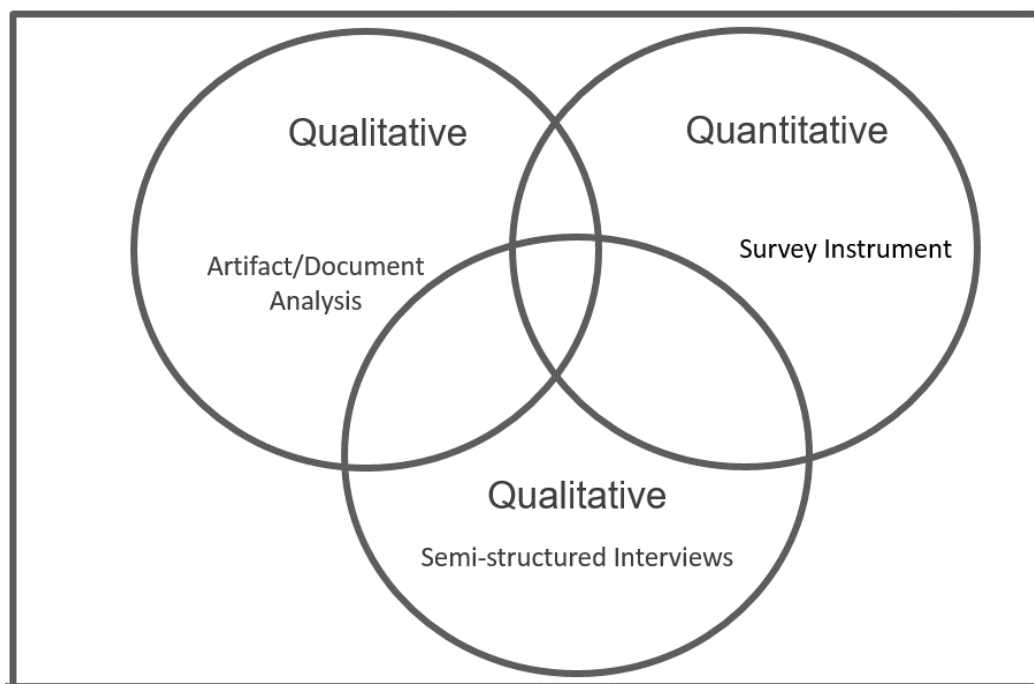 Qualitative
Quantitative
Artifact/Document
Analysis
Survey Instrument
Qualitative
Semi-structured Interviews